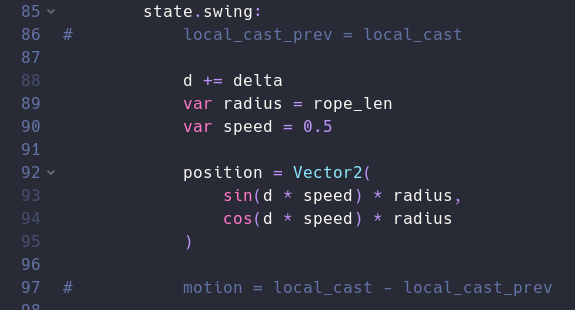 85 state.swing:
86 # local_cast_prev = local_cast
87
88 d += delta
89 var radius = rope_len
90 var speed = 0.5
91
92 position = Vector2(
93 sin(d * speed) * radius,
94 cos(d * speed) * radius
95 )
96
97 # motion = local_cast - local_cast_prev
98